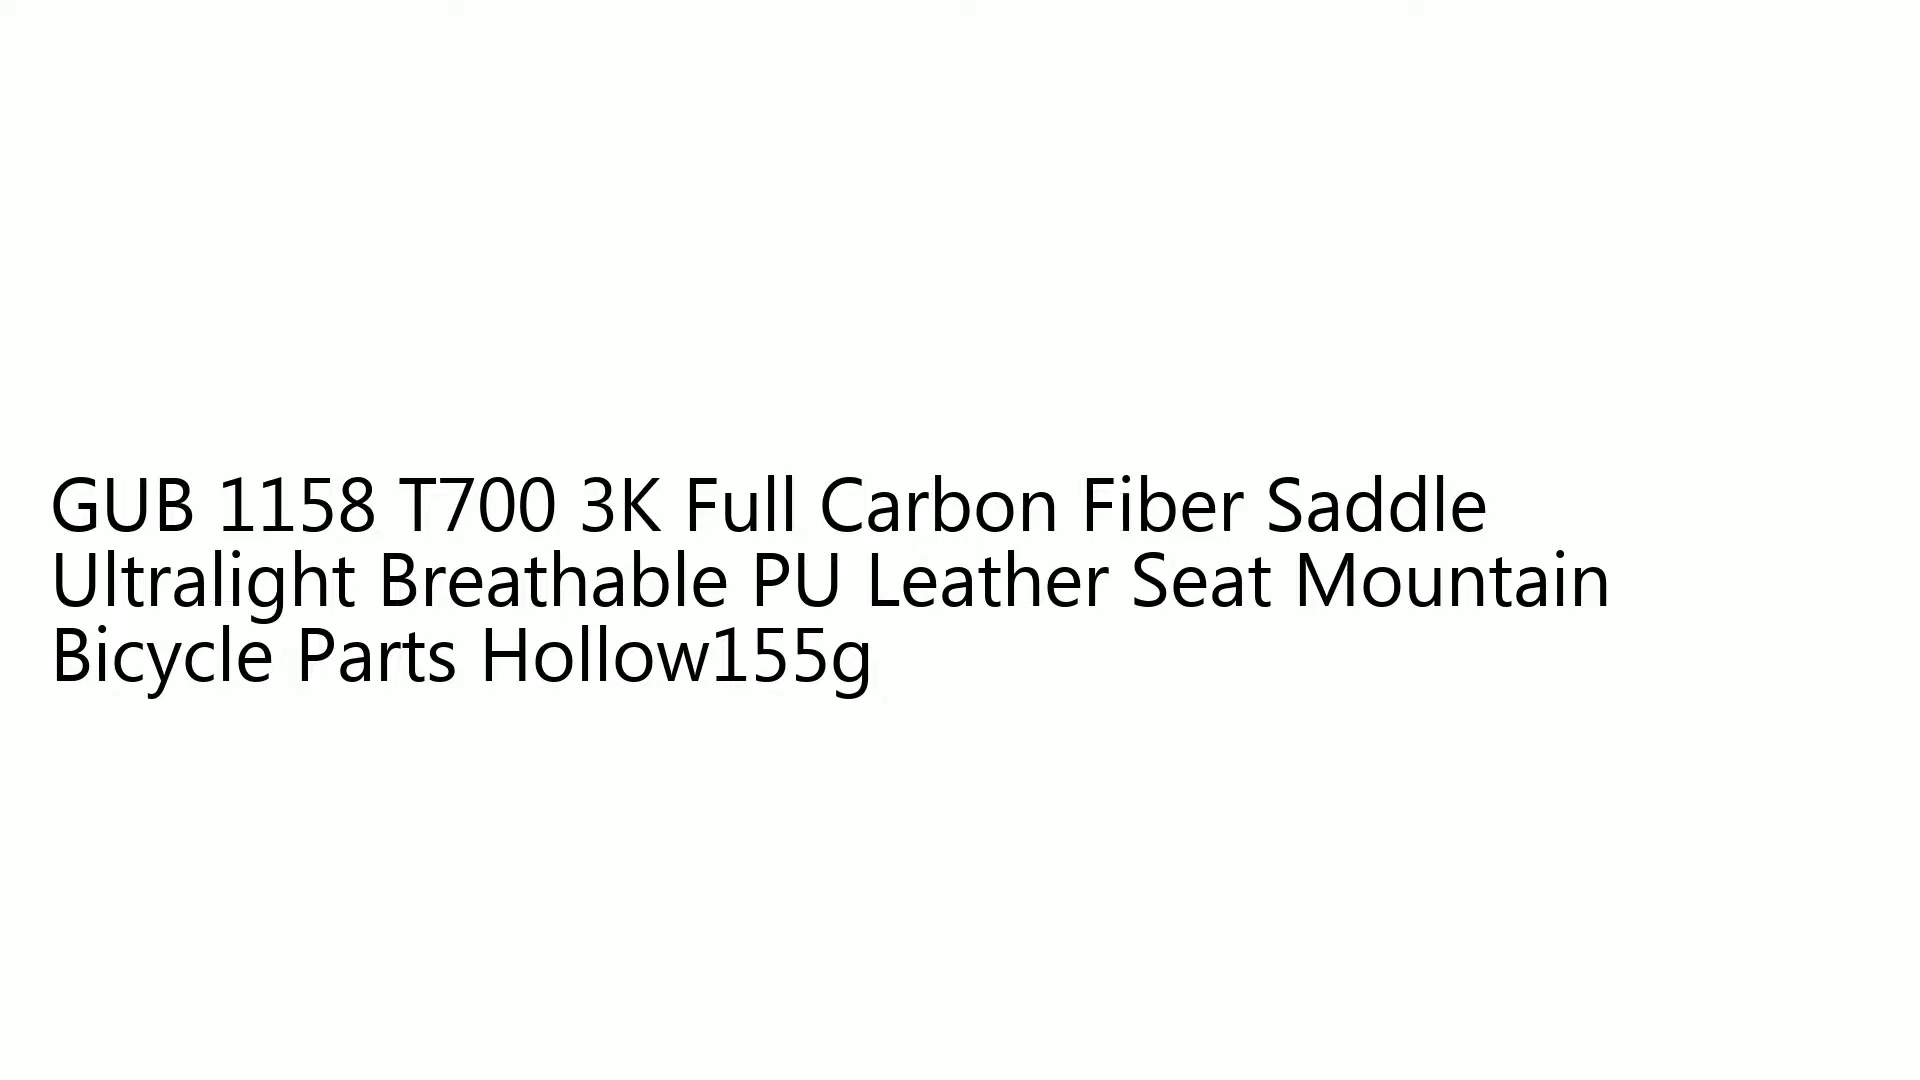 GUB 1158 T700 3K Full Carbon Fiber Saddle
Ultralight Breathable PU Leather Seat Mountain
Bicycle Parts Hollow155g